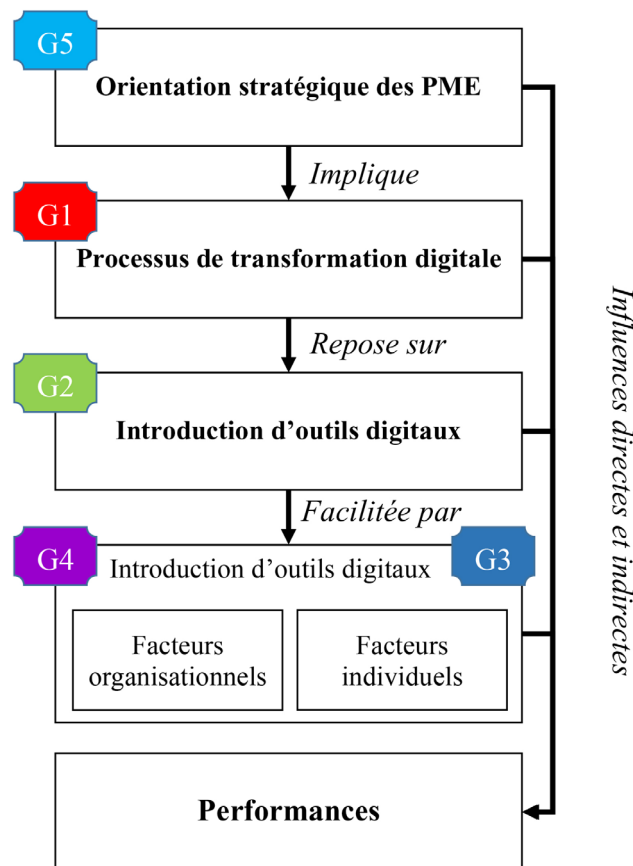 G5
Orientation stratégique des PME
Implique
G1
Processus de transformation digitale
Repose sur
G2
Introduction d’outils digitaux
Facilitée par
G4
Introduction d’outils digitaux
G3
Facteurs
organisationnels
Facteurs
individuels
Performances
Influences directes et indirectes